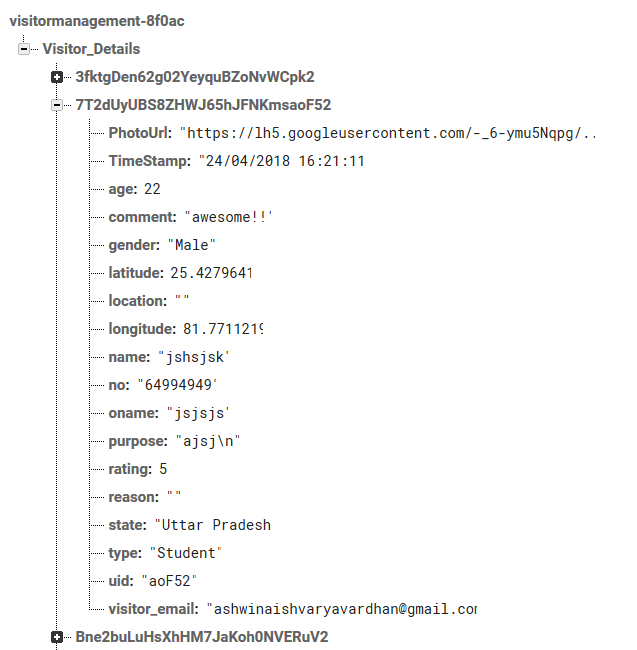 visitormanagement-8f0ac
Visitor_Details
3fktgDen62g02YeyquBZoNvWCpk2
7T2dUyUBS8ZHWJ65hJFNKmsaoF52
PhotoUrl: "https://lh5.googleusercontent.com/-_6-ymu5Nqpg/..
TimeStamp: "24/04/2018 16:21:11
age: 22
comment: "awesome!!'
gender: "Male"
latitude: 25.4279641
location: ""
longitude: 81.7711219
name: "jshsjsk'
no: "64994949'
oname: "jsjsjs'
purpose: "ajsj\n"
rating: 5
reason: ""
state: "Uttar Pradesh
type: "Student"
uid: "aoF52"
visitor_email: "ashwinaishvaryavardhan@gmail.com
Bne2buLuHsXhHM7JaKoh0NVERuV2